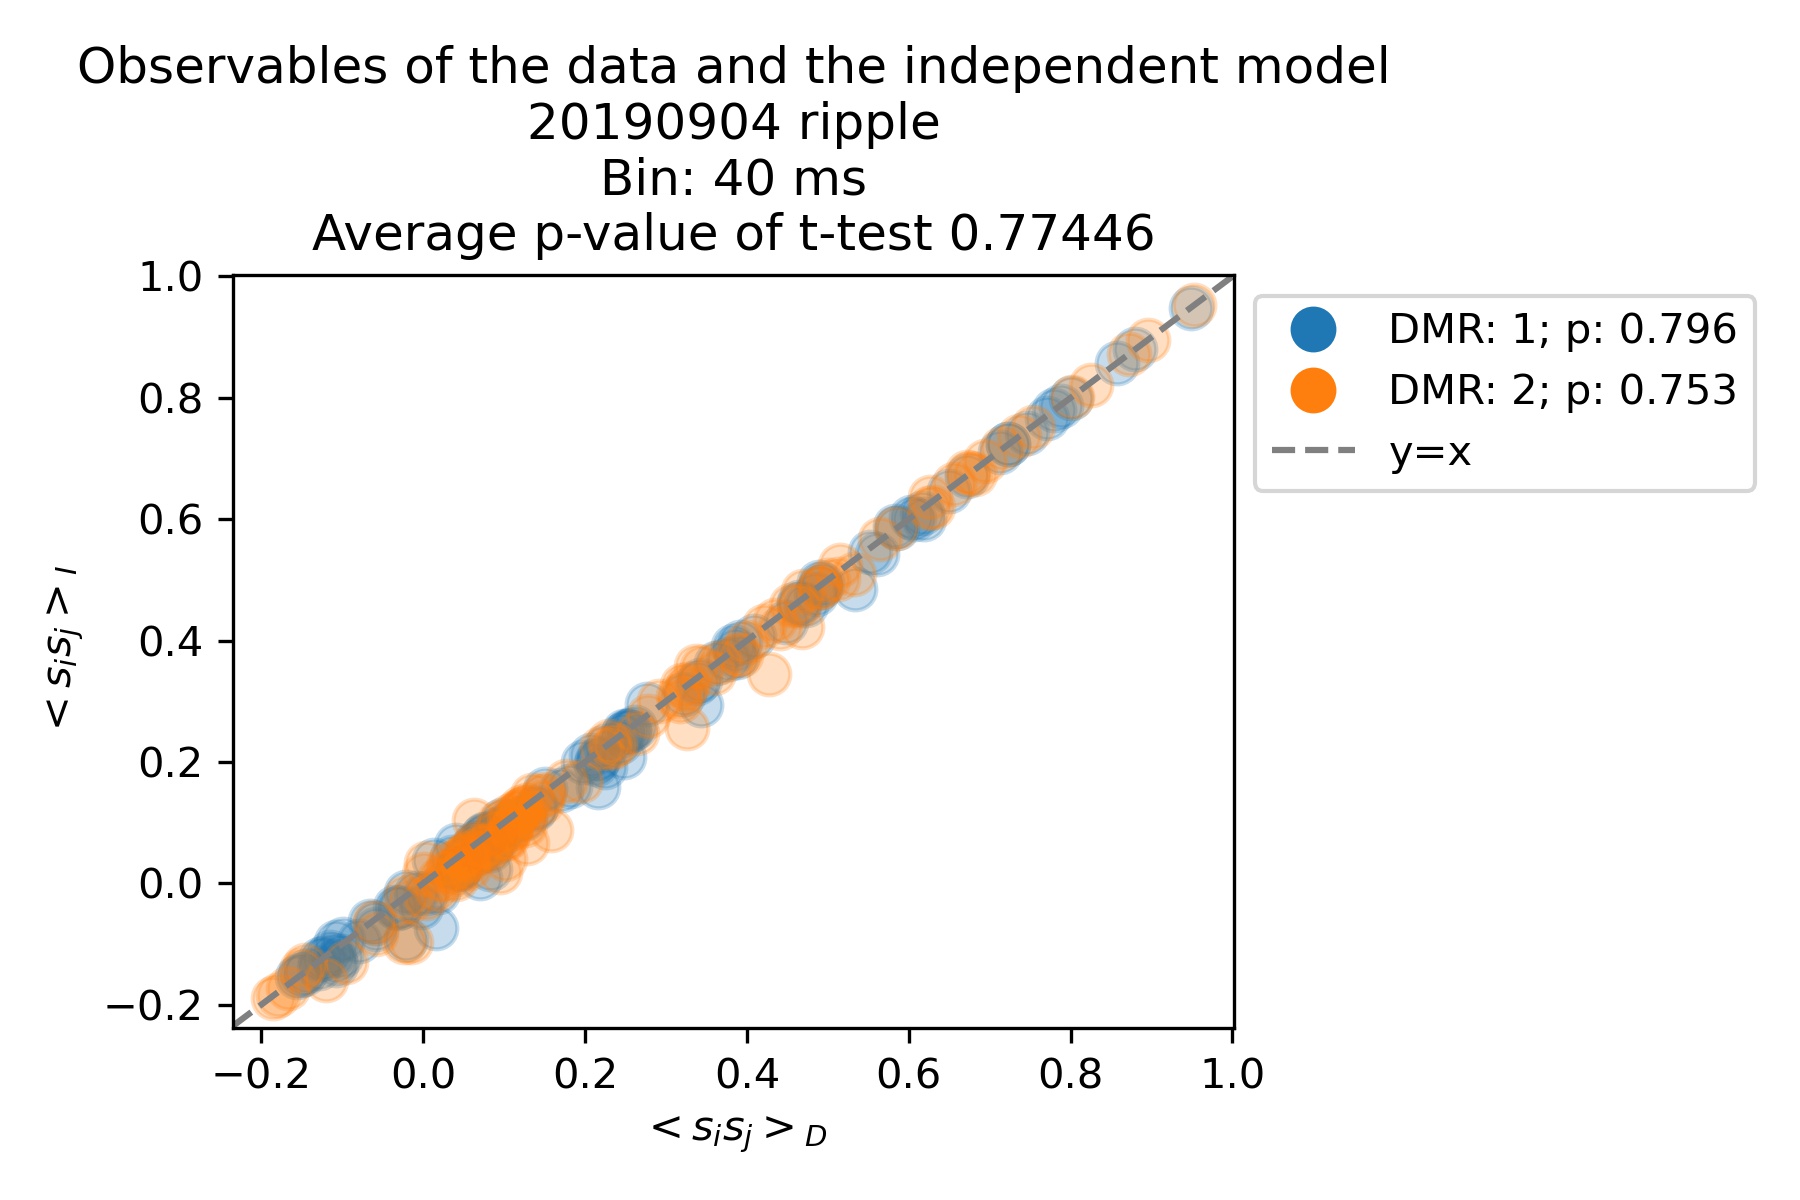 Observables of the data and the independent model
20190904 ripple
Bin: 40 ms
Average p-value of t-test 0.77446
1.0
0.8
0.6
0.4
0.2
0.0
−0.2
<s_i s_j>_I
−0.2 0.0 0.2 0.4 0.6 0.8 1.0
<s_i s_j>_D
DMR: 1; p: 0.796
DMR: 2; p: 0.753
y=x